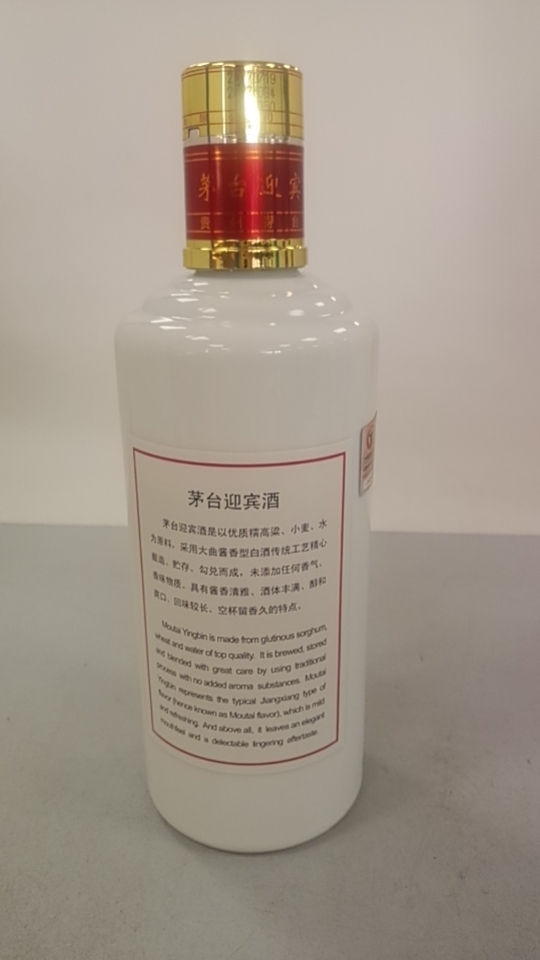 茅台迎宾
贵
茅台迎宾酒
茅台迎宾酒是以优质糯高粱、小麦、水
为原料，采用大曲酱香型白酒传统工艺精心
酿造、贮存、勾兑而成，未添加任何香气、
香味物质，具有酱香清雅、酒体丰满、醇和
爽口、回味较长、空杯留香久的特点。
Moutai Yingbin is made from glutinous sorghum,
wheat and water of top quality. It is brewed, stored
and blended with great care by using traditional
process with no added aroma substances. Moutai
Yingbin represents the typical Jiangxiang type of
flavor (hence known as Moutai flavor), which is mild
and refreshing. And above all, it leaves an elegant
mouthfeel and a delectable lingering aftertaste.